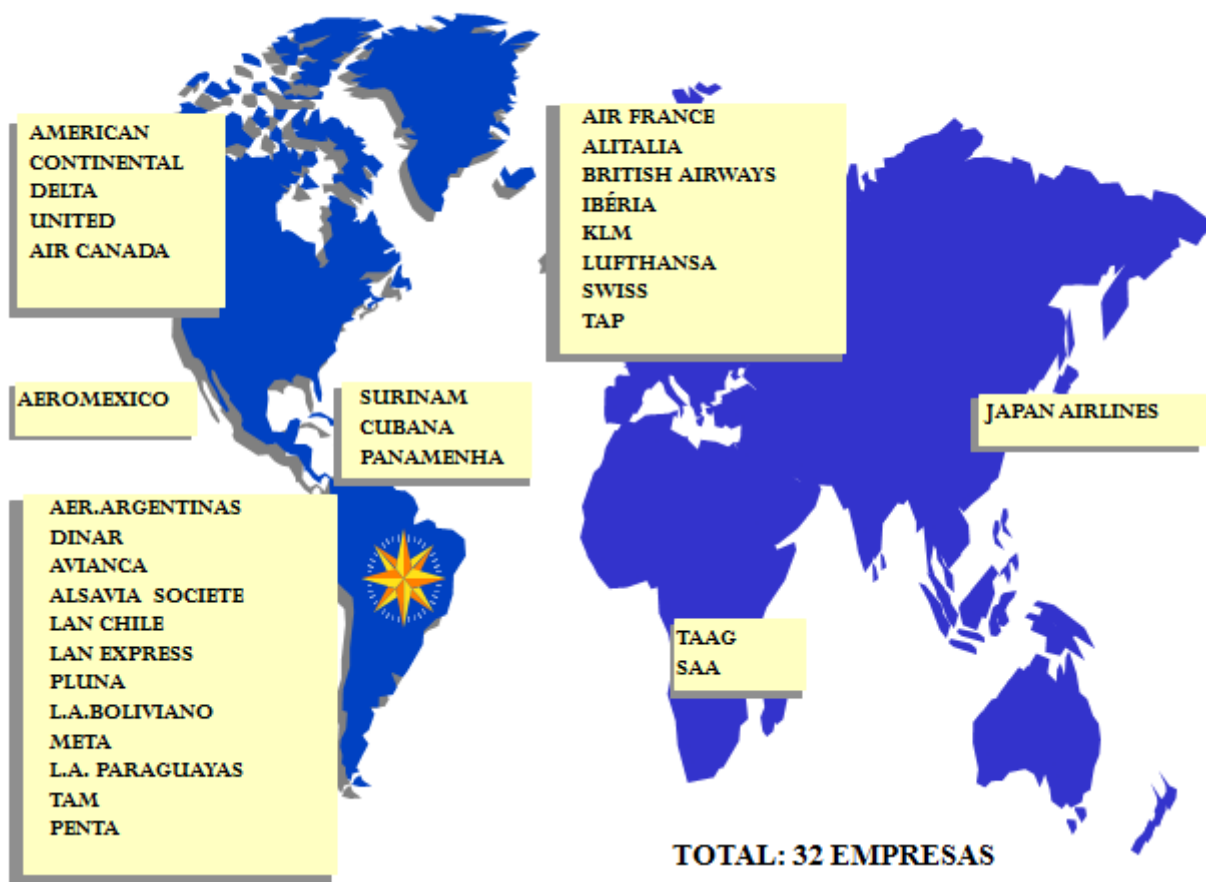 AMERICAN
CONTINENTAL
DELTA
UNITED
AIR CANADA
AIR FRANCE
ALITALIA
BRITISH AIRWAYS
IBÉRIA
KLM
LUFTHANSA
SWISS
TAP
AEROMEXICO
SURINAM
CUBANA
PANAMENHA
JAPAN AIRLINES
AER.ARGENTINAS
DINAR
AVIANCA
ALSAVIA SOCIETE
LAN CHILE
LAN EXPRESS
PLUNA
L.A.BOLIVIANO
META
L.A. PARAGUAYAS
TAM
PENTA
TAAG
SAA
TOTAL: 32 EMPRESAS